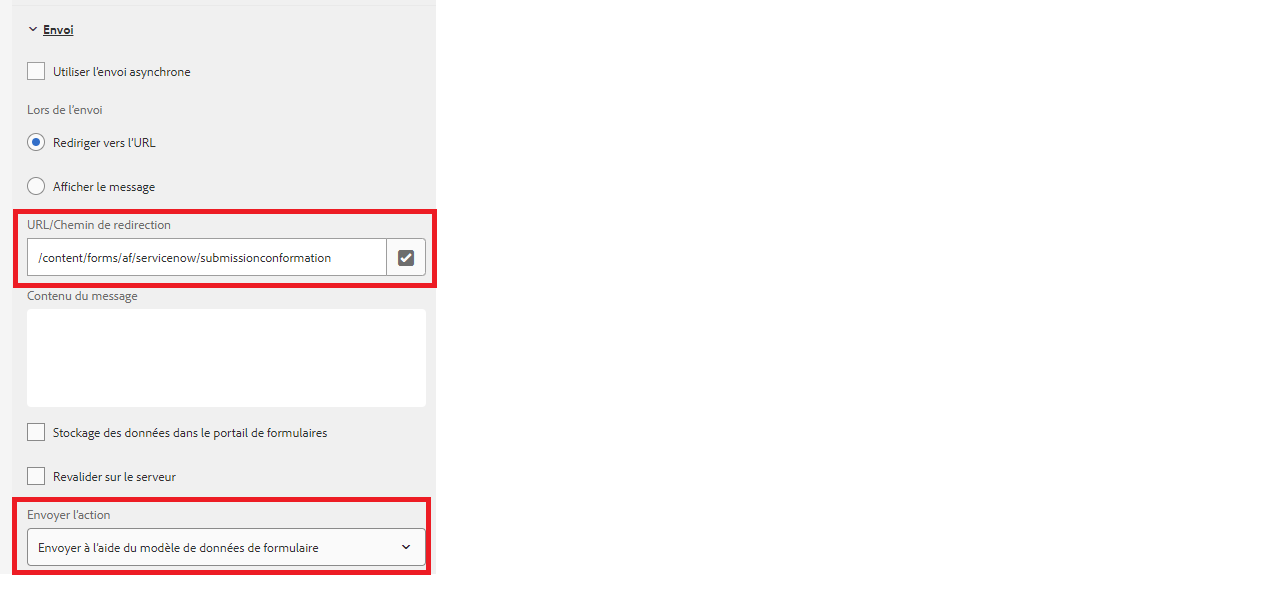 Envoi
Utiliser l'envoi asynchrone
Lors de l'envoi
Rediriger vers l'URL
Afficher le message
URL/Chemin de redirection
/content/forms/af/servicenow/submissionconformation
Contenu du message
Stockage des données dans le portail de formulaires
Revalider sur le serveur
Envoyer l'action
Envoyer à l'aide du modèle de données de formulaire